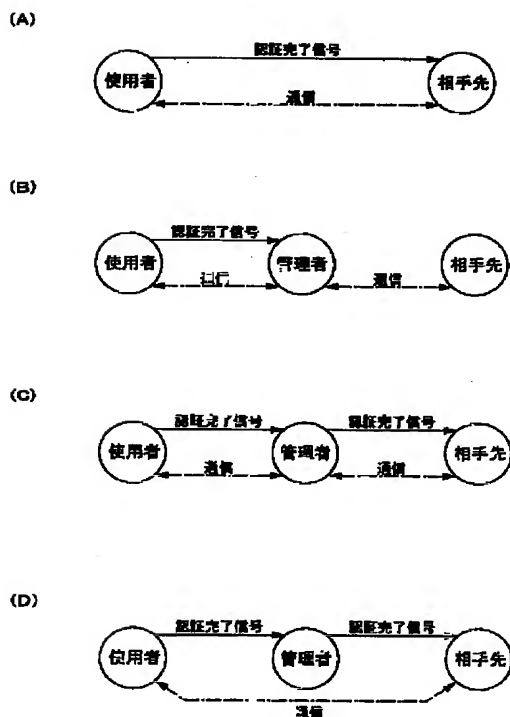 (A)
認証完了信号
使用者
相手先
通信
(B)
認証完了信号
使用者
管理者
相手先
通信
通信
(C)
認証完了信号
認証完了信号
使用者
管理者
相手先
通信
通信
(D)
認証完了信号
認証完了信号
使用者
管理者
相手先
通信